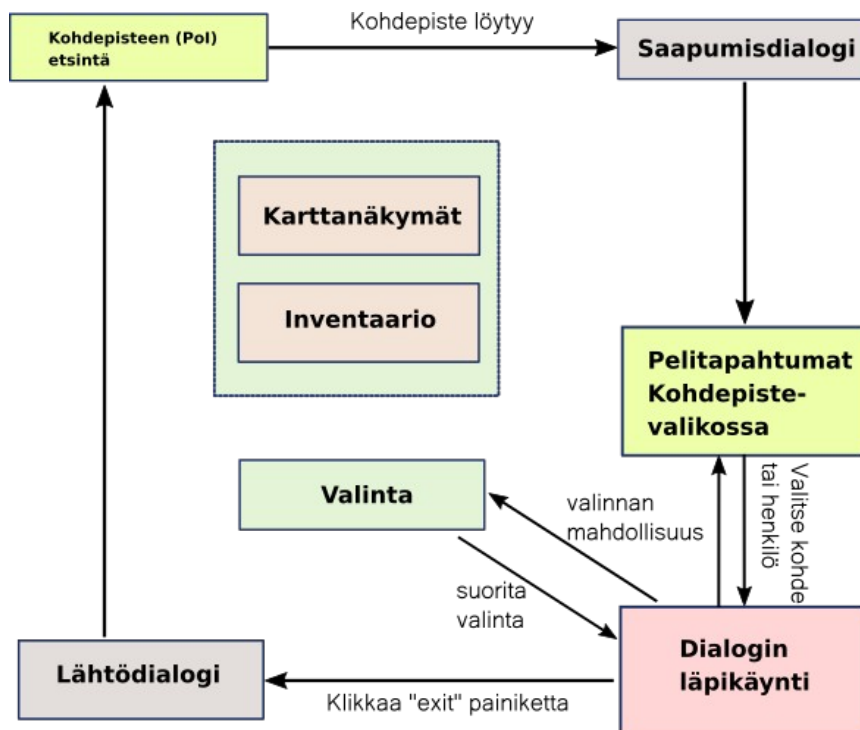 Kohdepisteen (PoI)
etsintä
Kohdepiste löytyy
Saapumisdialogi
Karttanäkymät
Inventaario
Pelitapahtumat
Kohdepiste-
valikossa
Valitse kohde
tai henkilö
Valinta
valinnan
mahdollisuus
suorita
valinta
Dialogin
läpikäynti
Lähtödialogi
Klikkaa "exit" painiketta